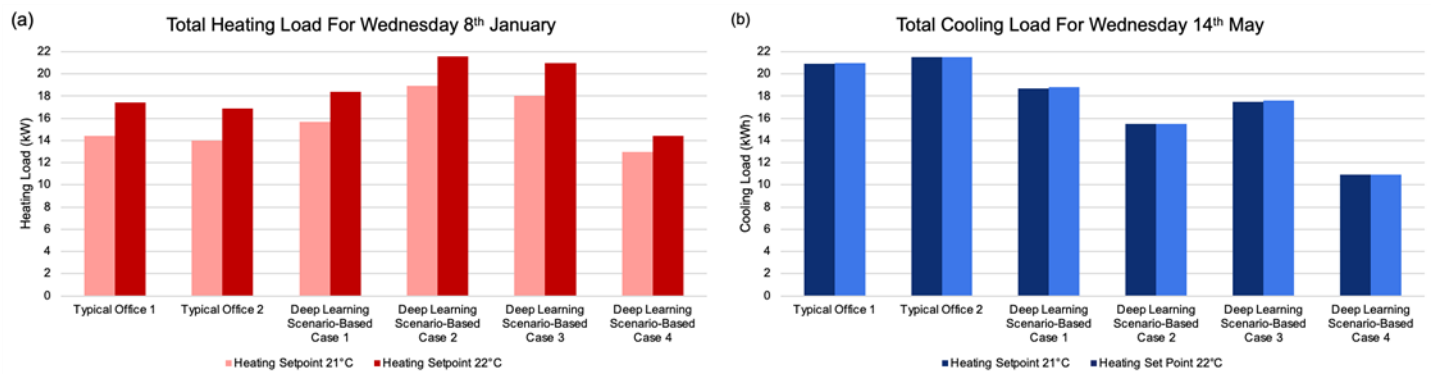 (a)
Total Heating Load For Wednesday 8th January
Heating Load (kW)
22
20
18
16
14
12
10
8
6
4
2
0
Typical Office 1
Typical Office 2
Deep Learning
Scenario-Based
Case 1
Deep Learning
Scenario-Based
Case 2
Deep Learning
Scenario-Based
Case 3
Deep Learning
Scenario-Based
Case 4
Heating Setpoint 21°C
Heating Setpoint 22°C
(b)
Total Cooling Load For Wednesday 14th May
Cooling Load (kWh)
22
20
18
16
14
12
10
8
6
4
2
0
Typical Office 1
Typical Office 2
Deep Learning
Scenario-Based
Case 1
Deep Learning
Scenario-Based
Case 2
Deep Learning
Scenario-Based
Case 3
Deep Learning
Scenario-Based
Case 4
Heating Setpoint 21°C
Heating Set Point 22°C